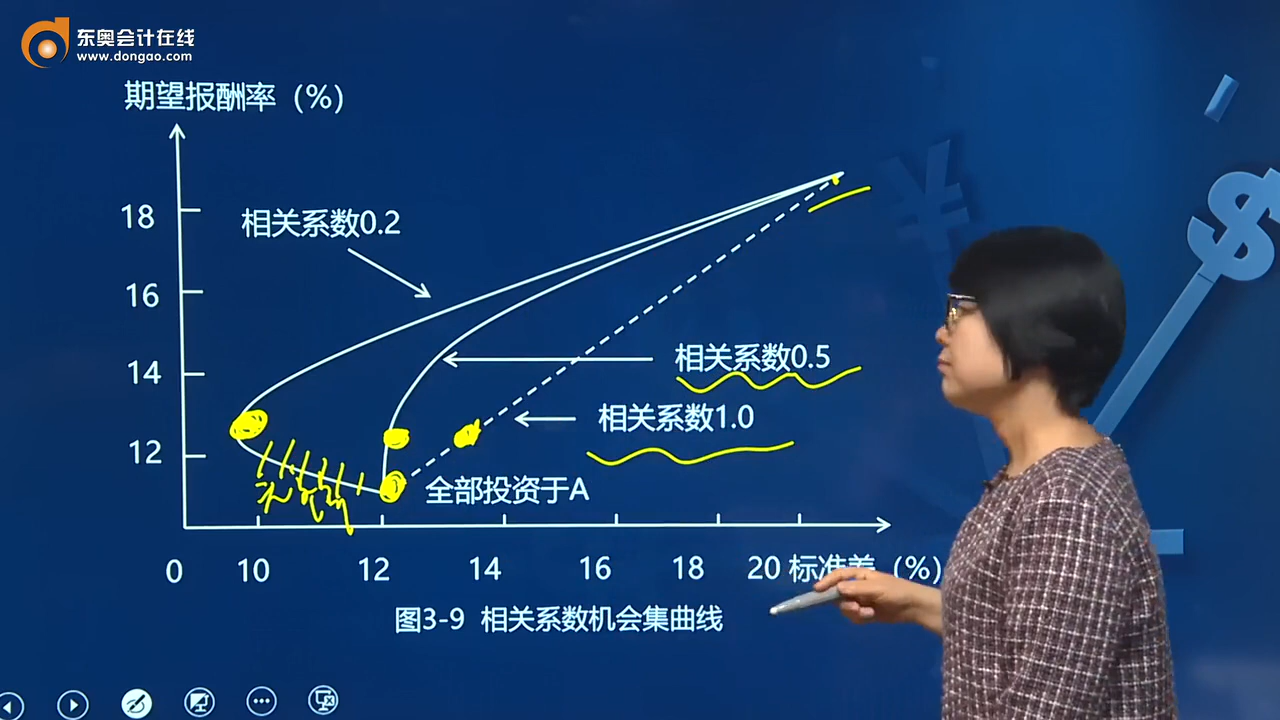 东奥会计在线
www.dongao.com
期望报酬率（%）
18
相关系数0.2
16
14
相关系数0.5
相关系数1.0
12
全部投资于A
0 10 12 14 16 18 20 标准差（%）
图3-9 相关系数机会集曲线